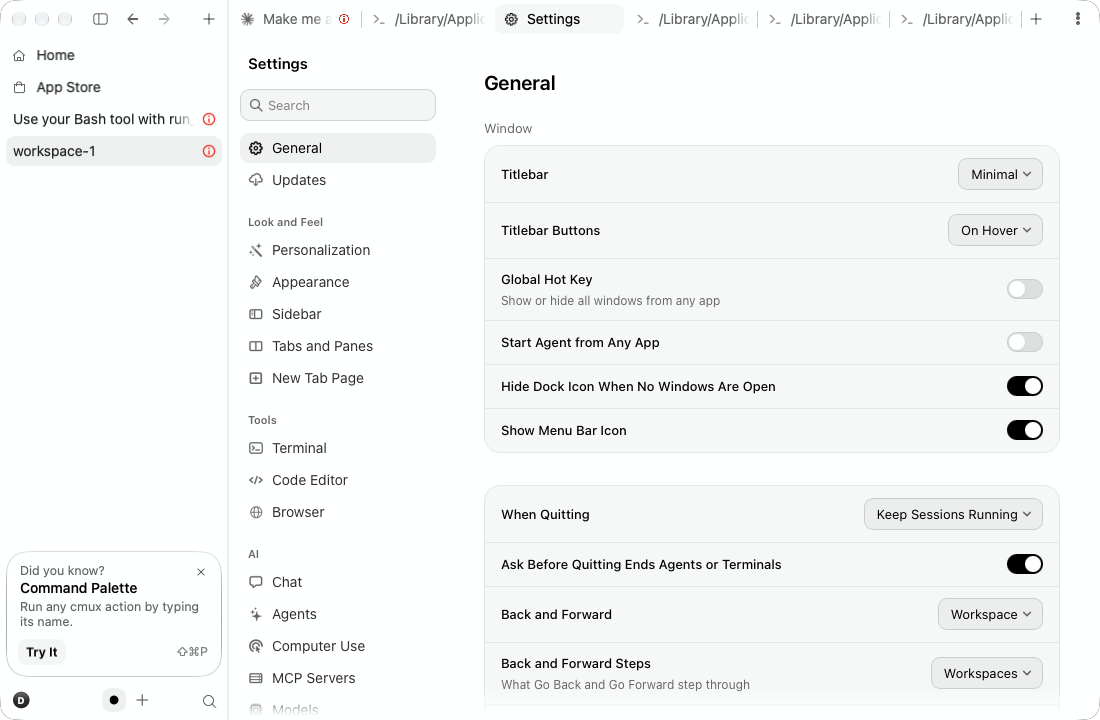 Make me a
/Library/Applic
Settings
/Library/Applic
/Library/Applic
/Library/Applic
Home
App Store
Use your Bash tool with run_
workspace-1
Did you know?
Command Palette
Run any cmux action by typing
its name.
Try It
⇧⌘P
D
Settings
Search
General
Updates
Look and Feel
Personalization
Appearance
Sidebar
Tabs and Panes
New Tab Page
Tools
Terminal
Code Editor
Browser
AI
Chat
Agents
Computer Use
MCP Servers
Models
General
Window
Titlebar
Minimal
Titlebar Buttons
On Hover
Global Hot Key
Show or hide all windows from any app
Start Agent from Any App
Hide Dock Icon When No Windows Are Open
Show Menu Bar Icon
When Quitting
Keep Sessions Running
Ask Before Quitting Ends Agents or Terminals
Back and Forward
Workspace
Back and Forward Steps
What Go Back and Go Forward step through
Workspaces